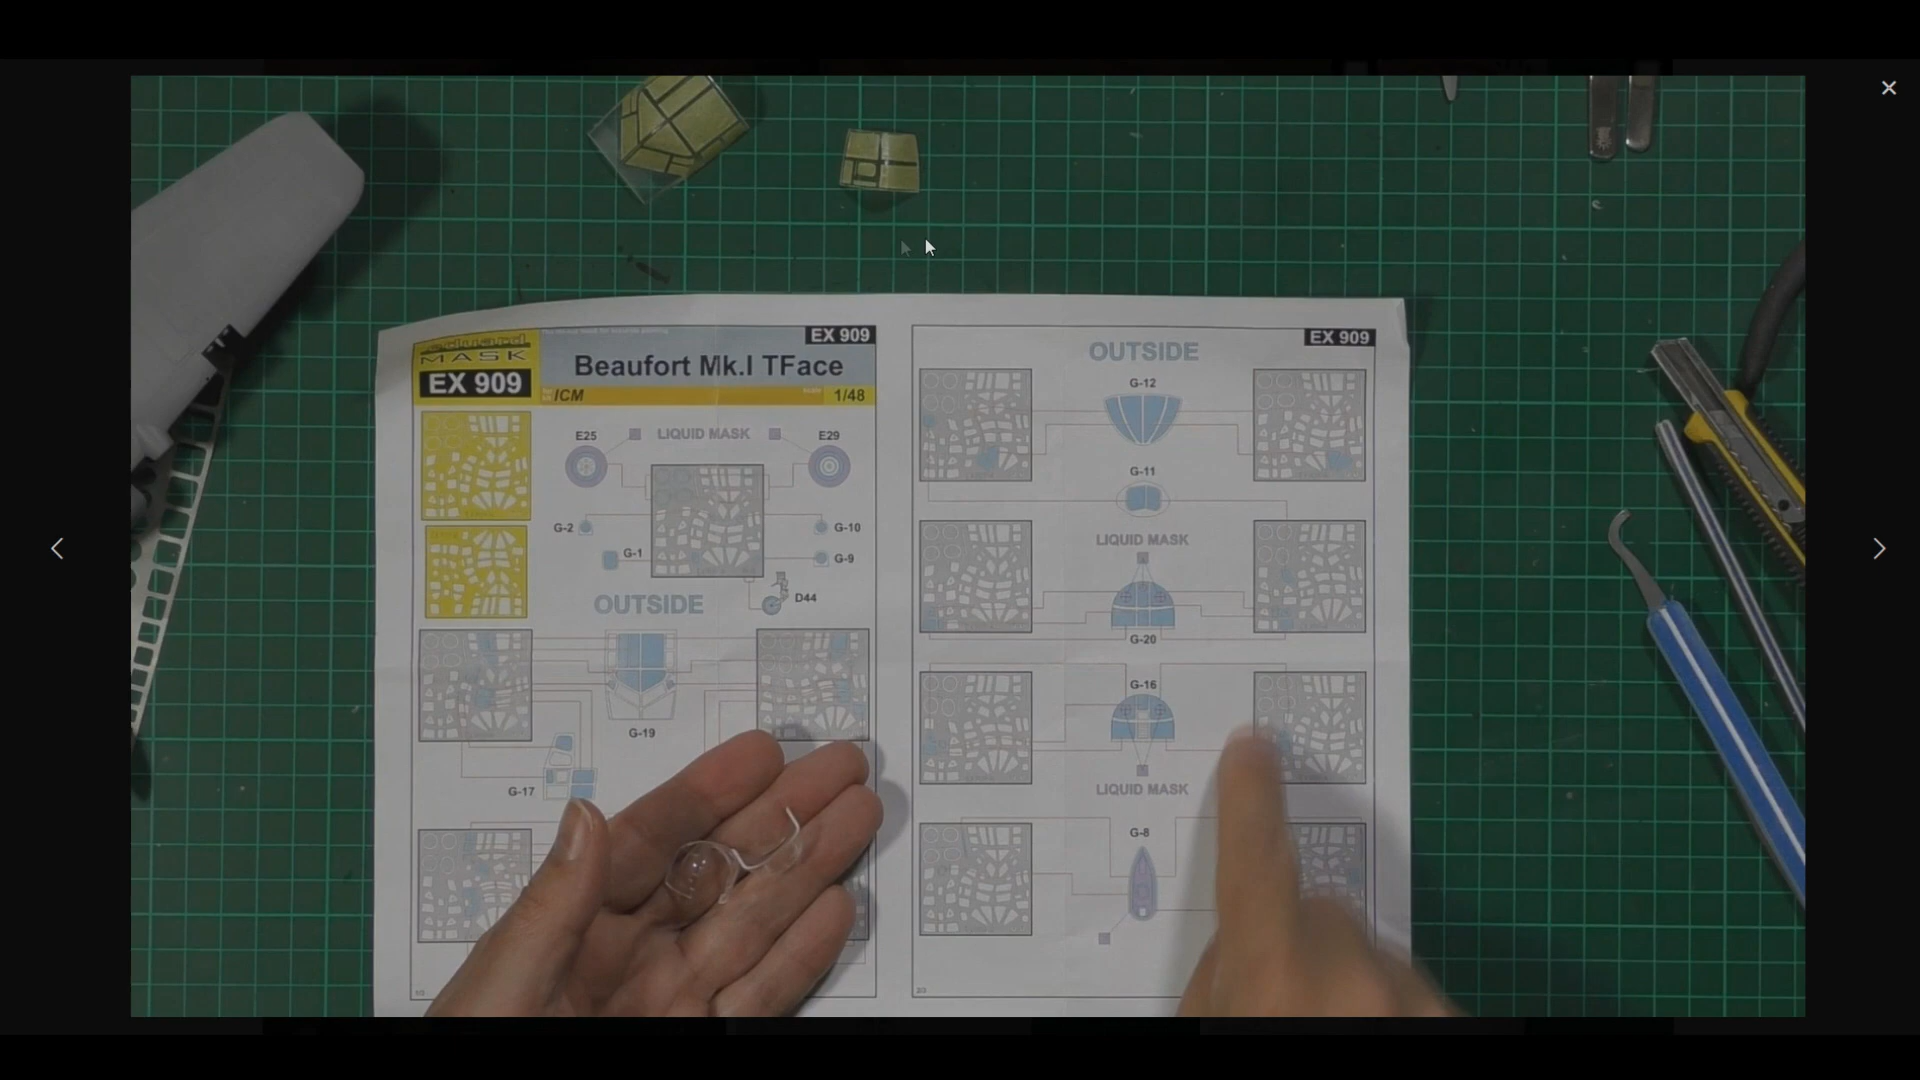 eduard
MASK
EX 909
EX 909
Beaufort Mk.I TFace
ICM
1/48
E25
LIQUID MASK
E29
G-2
G-10
G-1
G-9
D44
OUTSIDE
G-19
G-17
EX 909
OUTSIDE
G-12
G-11
LIQUID MASK
G-20
G-16
LIQUID MASK
G-8